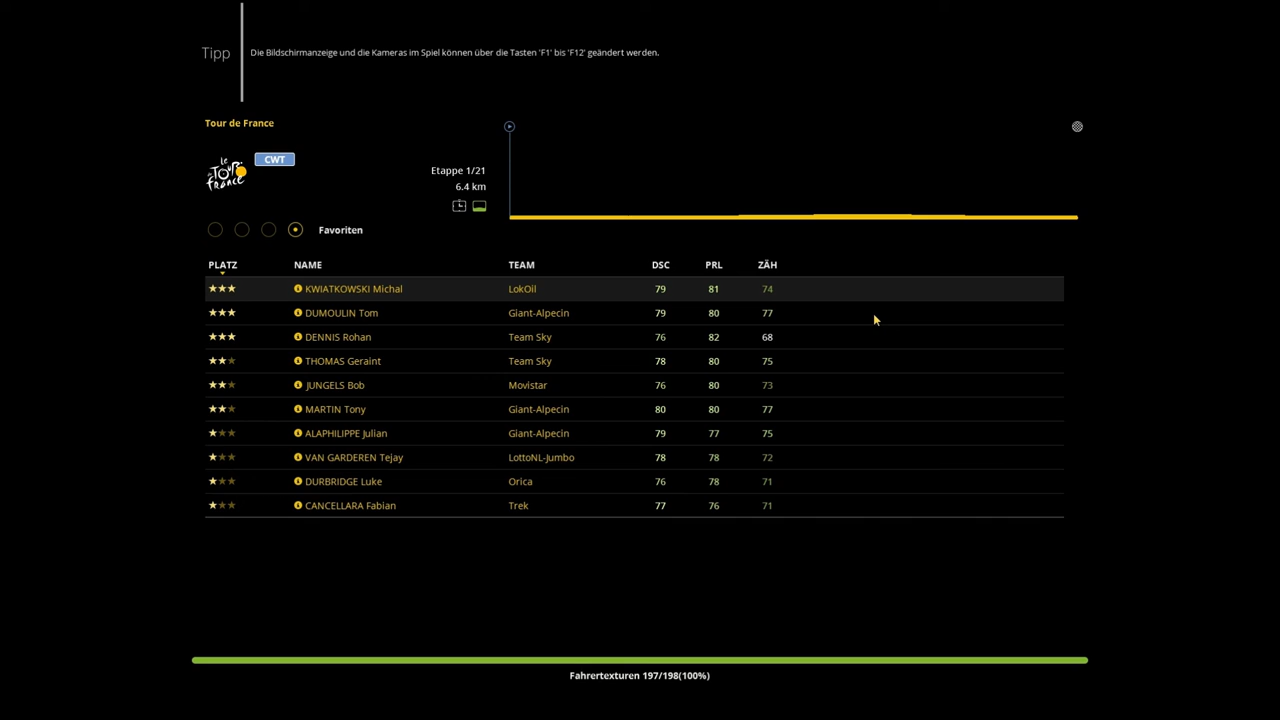 Tipp
Die Bildschirmanzeige und die Kameras im Spiel können über die Tasten 'F1' bis 'F12' geändert werden.
Tour de France
le Tour de france
CWT
Etappe 1/21
6.4 km
Favoriten
PLATZ NAME TEAM DSC PRL ZÄH
KWIATKOWSKI Michal LokOil 79 81 74
DUMOULIN Tom Giant-Alpecin 79 80 77
DENNIS Rohan Team Sky 76 82 68
THOMAS Geraint Team Sky 78 80 75
JUNGELS Bob Movistar 76 80 73
MARTIN Tony Giant-Alpecin 80 80 77
ALAPHILIPPE Julian Giant-Alpecin 79 77 75
VAN GARDEREN Tejay LottoNL-Jumbo 78 78 72
DURBRIDGE Luke Orica 76 78 71
CANCELLARA Fabian Trek 77 76 71
Fahrertexturen 197/198(100%)